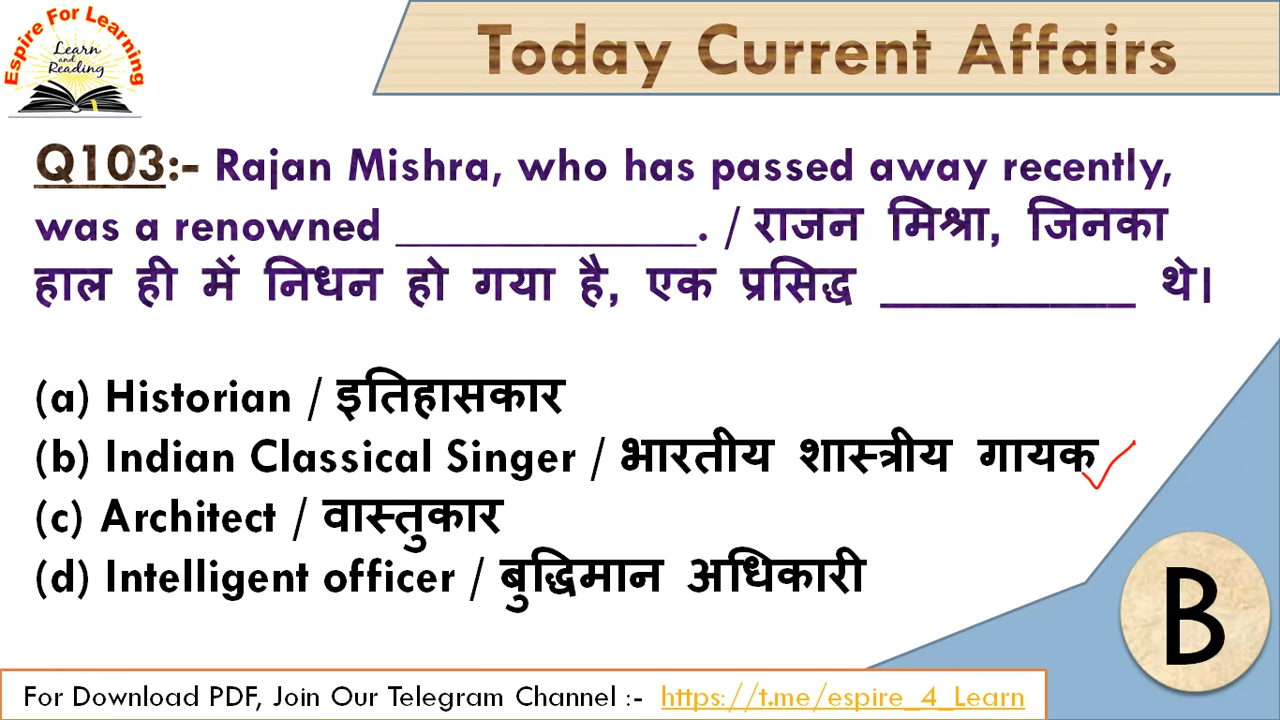 Espire For Learning
Learn
and
Reading
Today Current Affairs
Q103:- Rajan Mishra, who has passed away recently,
was a renowned ______________. / राजन मिश्रा, जिनका
हाल ही में निधन हो गया है, एक प्रसिद्ध ____________ थे।
(a) Historian / इतिहासकार
(b) Indian Classical Singer / भारतीय शास्त्रीय गायक
(c) Architect / वास्तुकार
(d) Intelligent officer / बुद्धिमान अधिकारी
B
For Download PDF, Join Our Telegram Channel :- https://t.me/espire_4_Learn